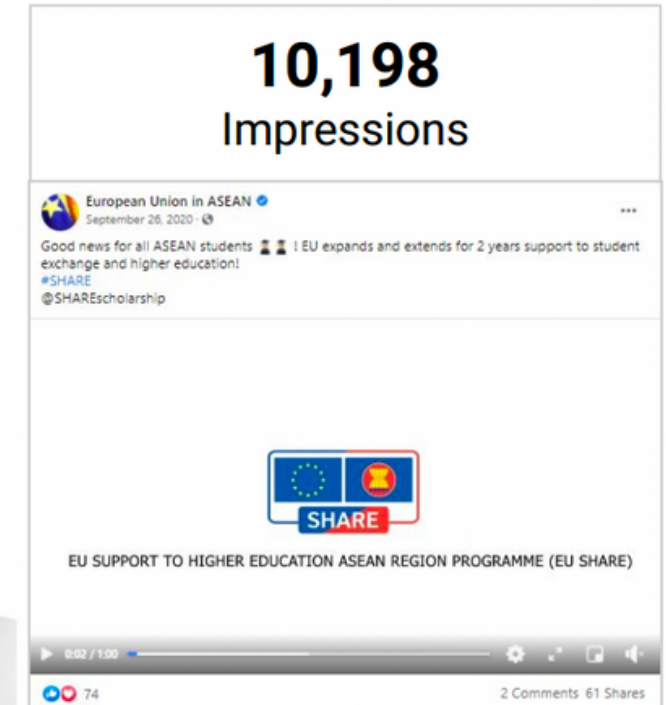 10,198
Impressions
European Union in ASEAN
September 26, 2020 ·
Good news for all ASEAN students 👨‍🎓 👨‍🎓 ! EU expands and extends for 2 years support to student
exchange and higher education!
#SHARE
@SHAREscholarship
SHARE
EU SUPPORT TO HIGHER EDUCATION ASEAN REGION PROGRAMME (EU SHARE)
0:02 / 1:00
74
2 Comments 61 Shares